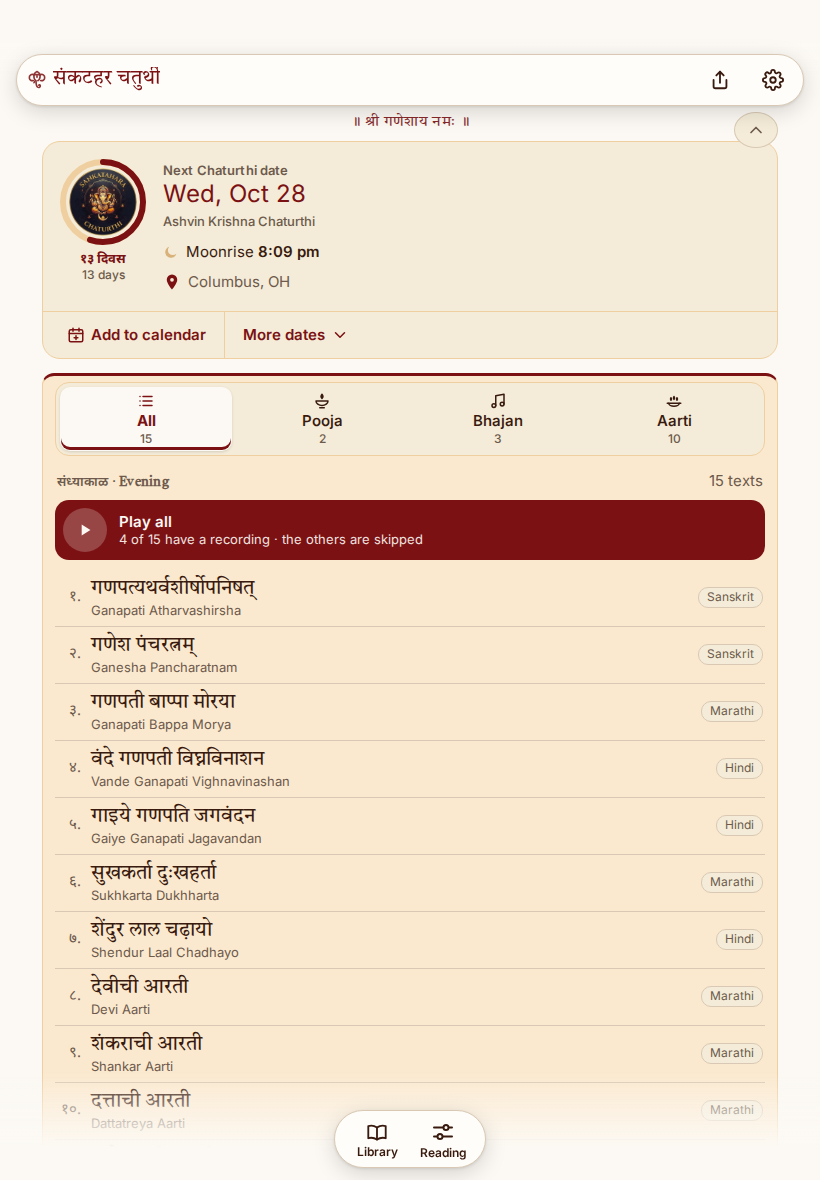 संकटहर चतुर्थी
॥ श्री गणेशाय नमः ॥
SANKATAHARA
CHATURTHI
१३ दिवस
13 days
Next Chaturthi date
Wed, Oct 28
Ashvin Krishna Chaturthi
Moonrise 8:09 pm
Columbus, OH
Add to calendar
More dates
All
15
Pooja
2
Bhajan
3
Aarti
10
संध्याकाळ · Evening
15 texts
Play all
4 of 15 have a recording · the others are skipped
१. गणपत्यथर्वशीर्षोपनिषत्
Ganapati Atharvashirsha
Sanskrit
२. गणेश पंचरत्नम्
Ganesha Pancharatnam
Sanskrit
३. गणपती बाप्पा मोरया
Ganapati Bappa Morya
Marathi
४. वंदे गणपती विघ्नविनाशन
Vande Ganapati Vighnavinashan
Hindi
५. गाइये गणपति जगवंदन
Gaiye Ganapati Jagavandan
Hindi
६. सुखकर्ता दुःखहर्ता
Sukhkarta Dukhharta
Marathi
७. शेंदुर लाल चढ़ायो
Shendur Laal Chadhayo
Hindi
८. देवीची आरती
Devi Aarti
Marathi
९. शंकराची आरती
Shankar Aarti
Marathi
१०. दत्ताची आरती
Dattatreya Aarti
Marathi
Library
Reading